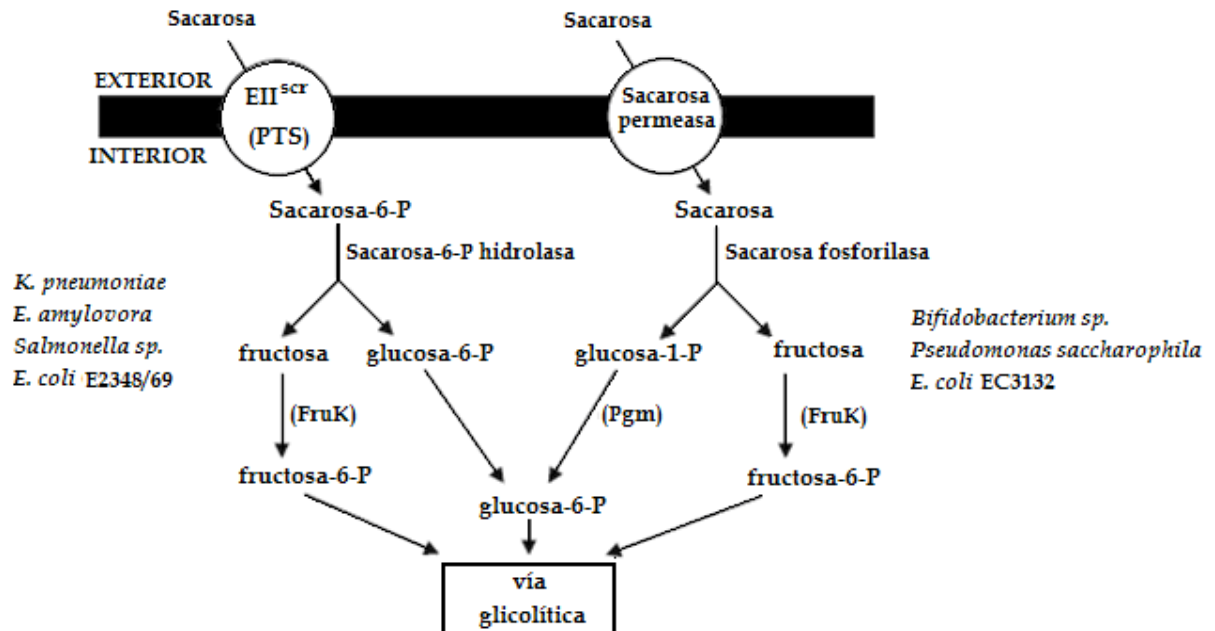 Sacarosa
Sacarosa
EXTERIOR
EII^scr
(PTS)
Sacarosa
permeasa
INTERIOR
Sacarosa-6-P
Sacarosa
Sacarosa-6-P hidrolasa
Sacarosa fosforilasa
K. pneumoniae
E. amylovora
Salmonella sp.
E. coli E2348/69
fructosa
glucosa-6-P
glucosa-1-P
fructosa
Bifidobacterium sp.
Pseudomonas saccharophila
E. coli EC3132
(FruK)
(Pgm)
(FruK)
fructosa-6-P
glucosa-6-P
fructosa-6-P
vía
glicolítica